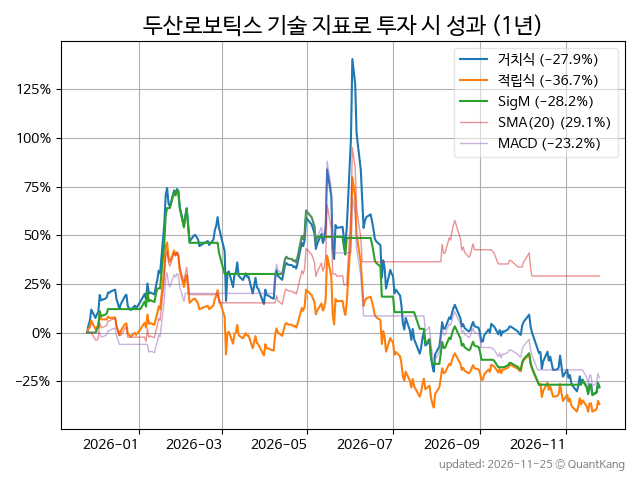 두산로보틱스 기술 지표로 투자 시 성과 (1년)
거치식 (−27.9%)
적립식 (−36.7%)
SigM (−28.2%)
SMA(20) (29.1%)
MACD (−23.2%)
125%
100%
75%
50%
25%
0%
−25%
2026-01 2026-03 2026-05 2026-07 2026-09 2026-11
updated: 2026-11-25 © QuantKang